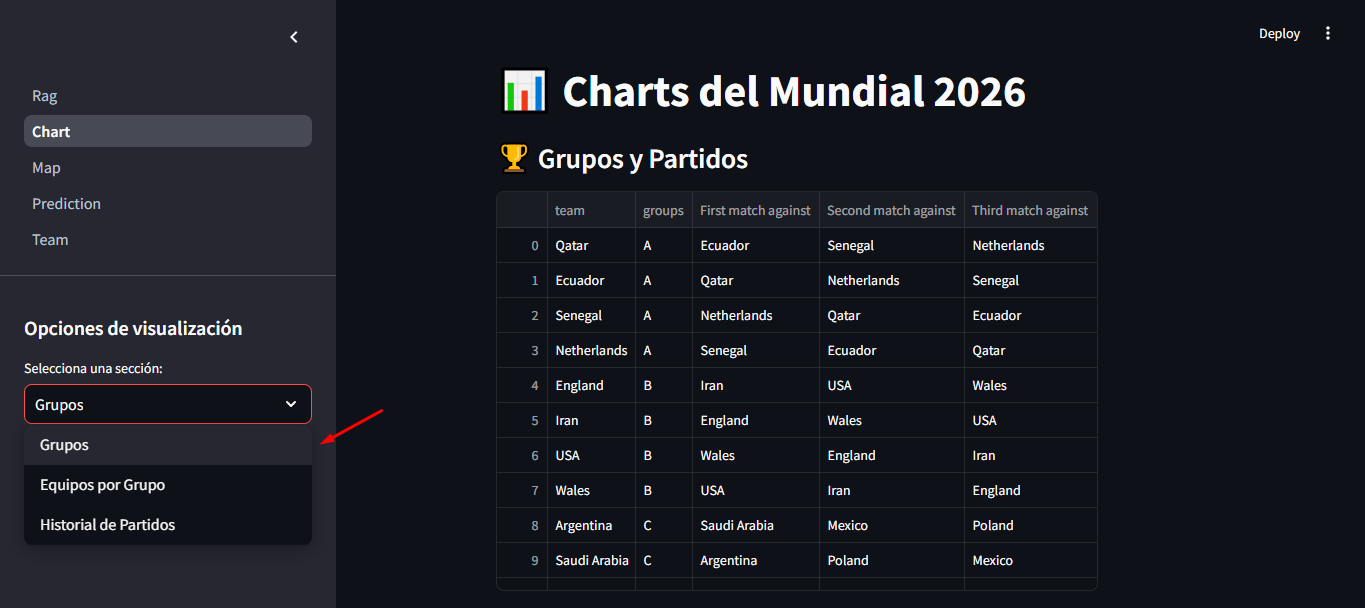 Deploy
Rag
Chart
Map
Prediction
Team
Opciones de visualización
Selecciona una sección:
Grupos
Grupos
Equipos por Grupo
Historial de Partidos
Charts del Mundial 2026
Grupos y Partidos
team groups First match against Second match against Third match against
0 Qatar A Ecuador Senegal Netherlands
1 Ecuador A Qatar Netherlands Senegal
2 Senegal A Netherlands Qatar Ecuador
3 Netherlands A Senegal Ecuador Qatar
4 England B Iran USA Wales
5 Iran B England Wales USA
6 USA B Wales England Iran
7 Wales B USA Iran England
8 Argentina C Saudi Arabia Mexico Poland
9 Saudi Arabia C Argentina Poland Mexico